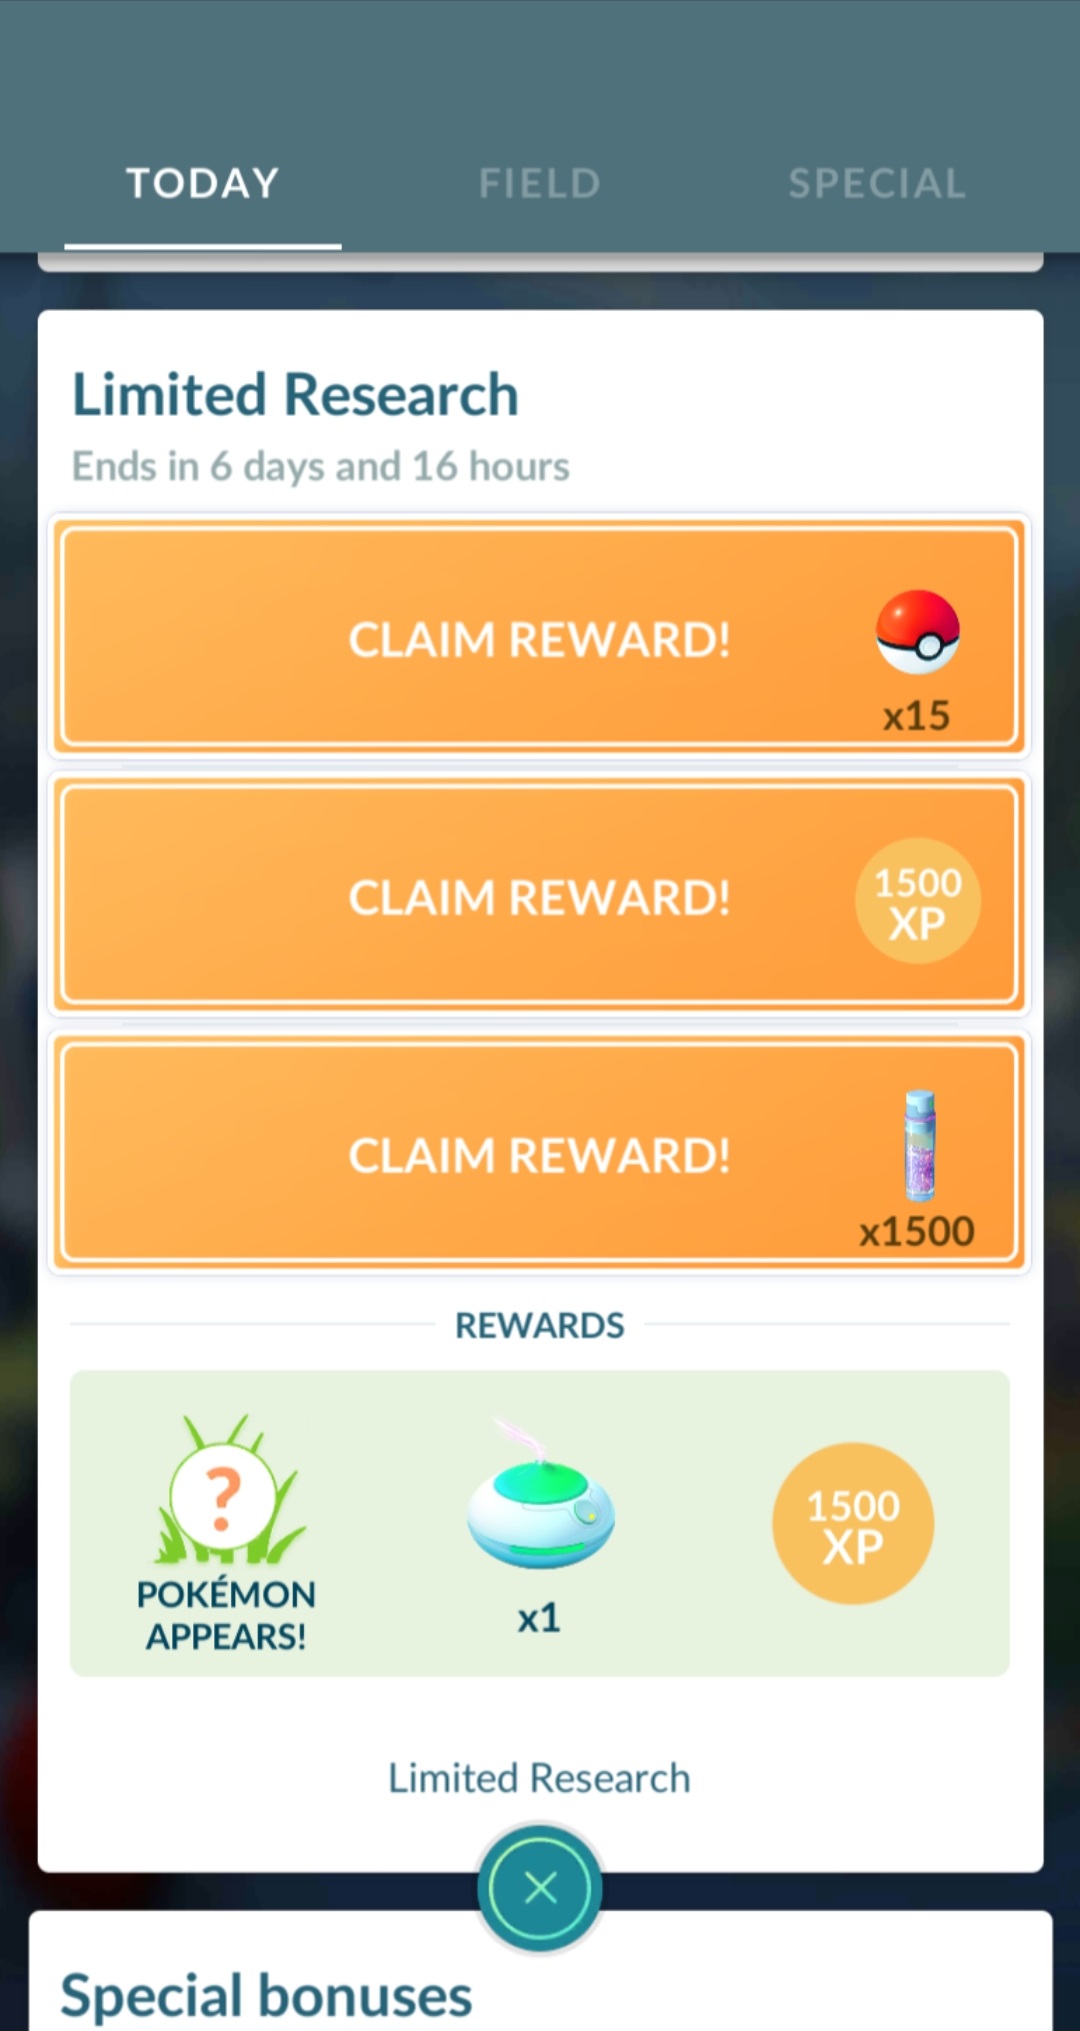 TODAY
FIELD
SPECIAL
Limited Research
Ends in 6 days and 16 hours
CLAIM REWARD!
x15
CLAIM REWARD!
1500
XP
CLAIM REWARD!
x1500
REWARDS
?
POKÉMON
APPEARS!
x1
1500
XP
Limited Research
Special bonuses